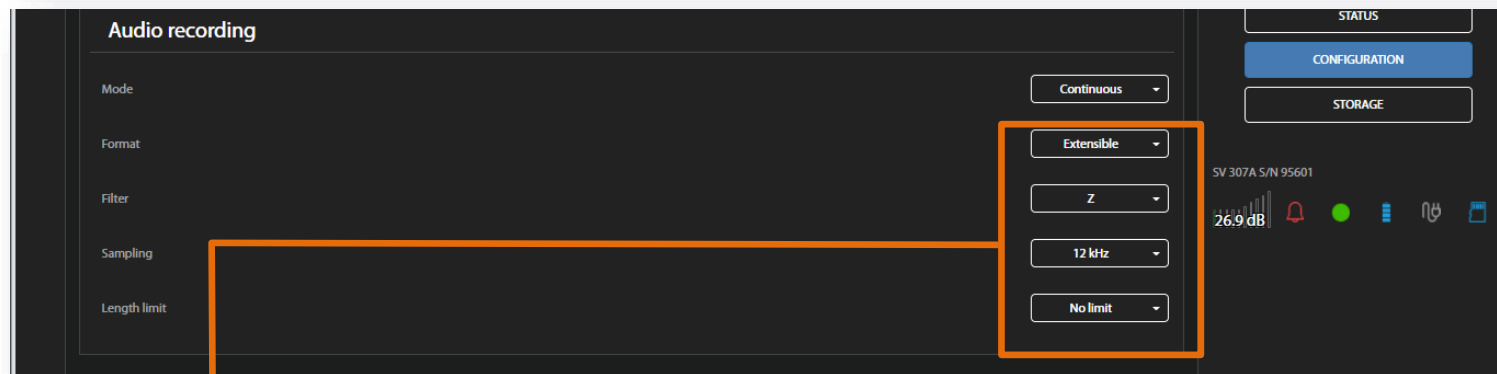 Audio recording
Mode
Continuous
Format
Extensible
Filter
Z
Sampling
12 kHz
Length limit
No limit
STATUS
CONFIGURATION
STORAGE
SV 307A S/N 95601
26.9 dB